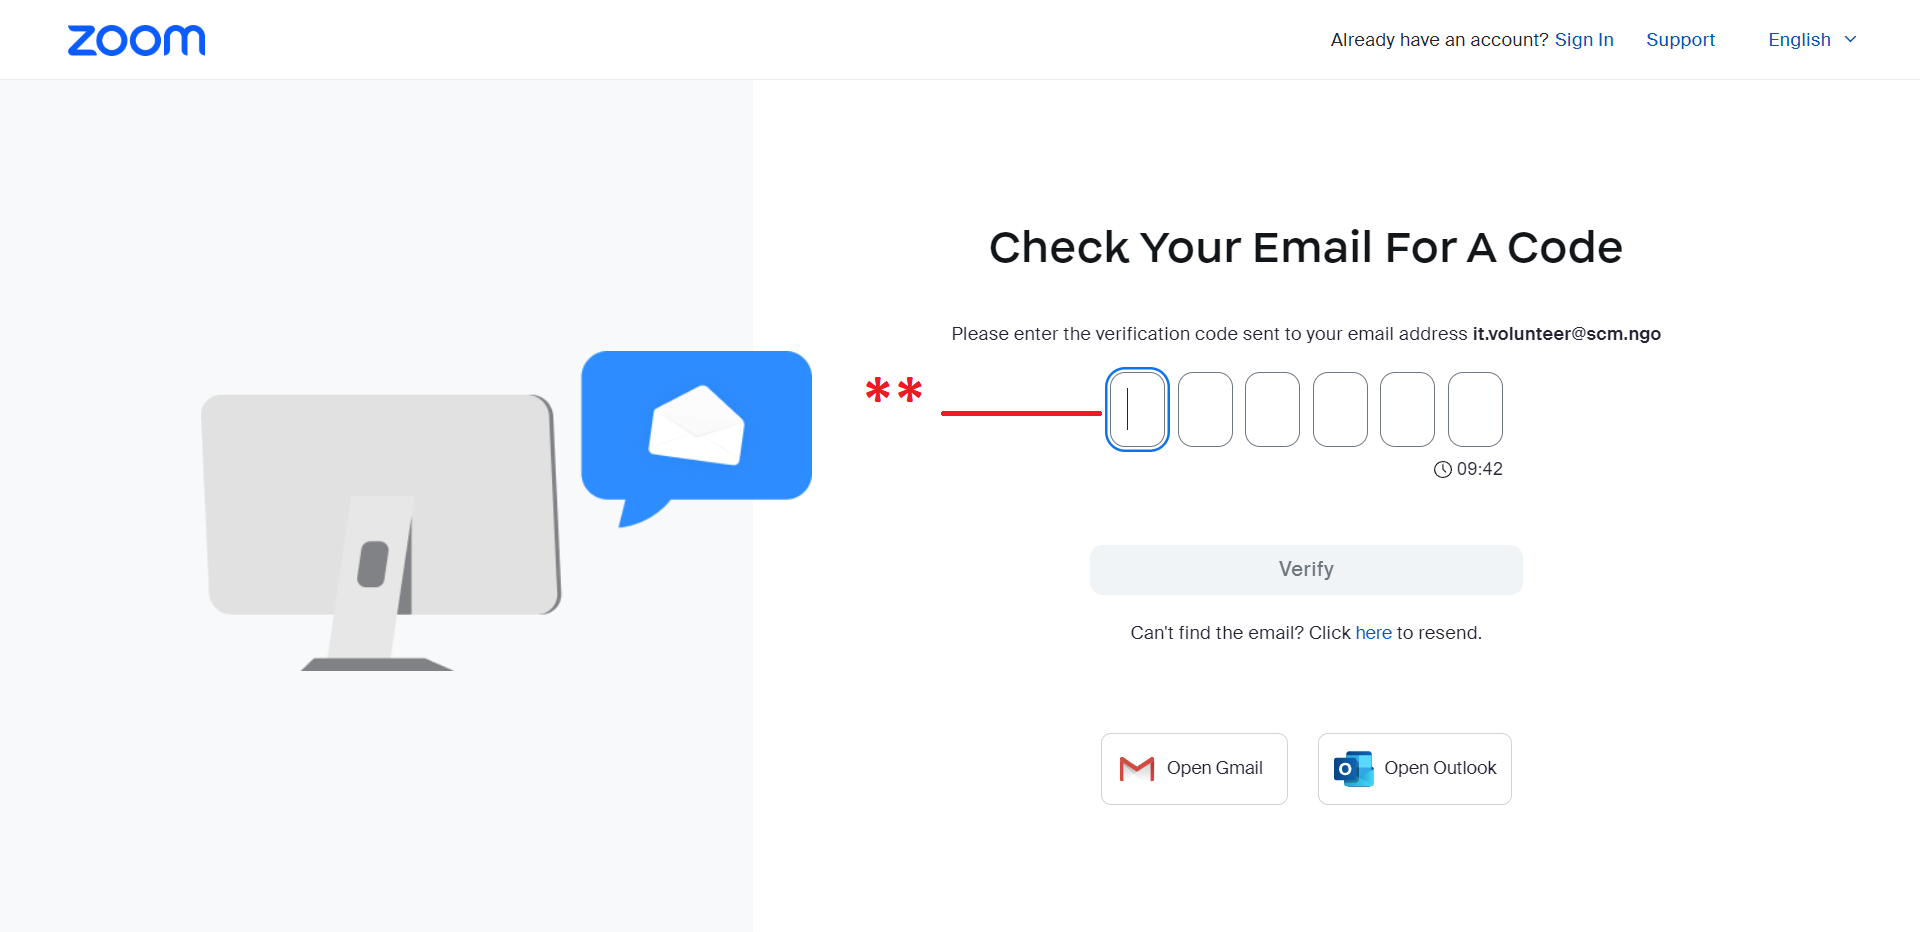 zoom
Already have an account? Sign In Support English
Check Your Email For A Code
Please enter the verification code sent to your email address it.volunteer@scm.ngo
**
09:42
Verify
Can't find the email? Click here to resend.
Open Gmail Open Outlook